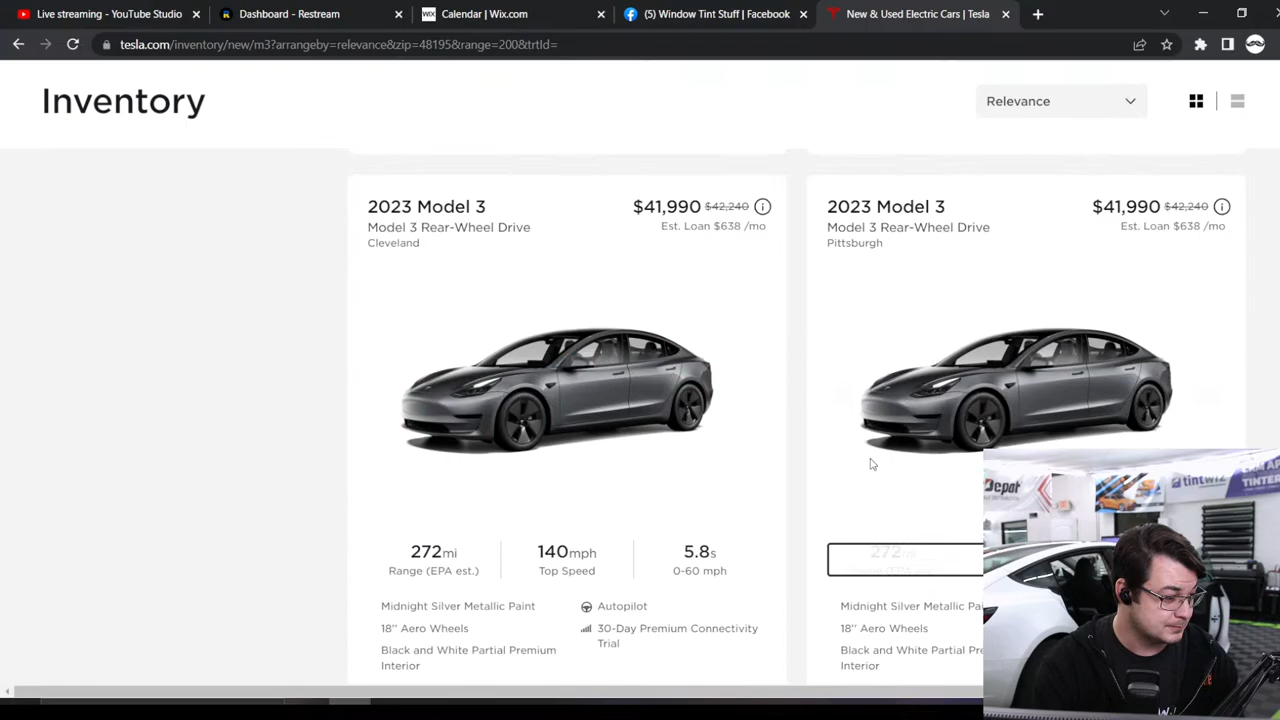 Live streaming - YouTube Studio
Dashboard - Restream
Calendar | Wix.com
(5) Window Tint Stuff | Facebook
New & Used Electric Cars | Tesla
tesla.com/inventory/new/m3?arrangeby=relevance&zip=48195&range=200&trtId=
Inventory
Relevance
2023 Model 3
$41,990 $42,240
Model 3 Rear-Wheel Drive
Est. Loan $638 /mo
Cleveland
2023 Model 3
$41,990 $42,240
Model 3 Rear-Wheel Drive
Est. Loan $638 /mo
Pittsburgh
272mi
Range (EPA est.)
140mph
Top Speed
5.8s
0-60 mph
272mi
Midnight Silver Metallic Paint
18" Aero Wheels
Black and White Partial Premium
Interior
Autopilot
30-Day Premium Connectivity
Trial
Midnight Silver Metallic Pai
18" Aero Wheels
Black and White Partial Pre
Interior
Depot
tintwiz
TINTER